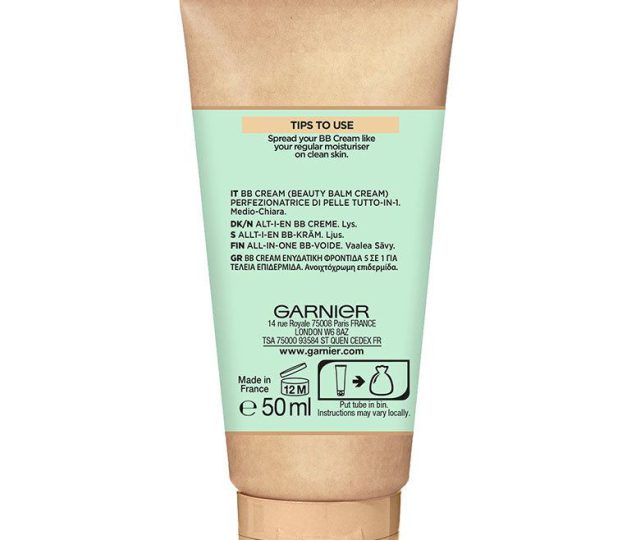 TIPS TO USE
Spread your BB Cream like
your regular moisturiser
on clean skin.
IT BB CREAM (BEAUTY BALM CREAM)
PERFEZIONATRICE DI PELLE TUTTO-IN-1.
Medio-Chiara.
DK/N ALT-I-EN BB CREME. Lys.
S ALLT-I-EN BB-KRÄM. Ljus.
FIN ALL-IN-ONE BB-VOIDE. Vaalea Sävy.
GR BB CREAM ΕΝΥΔΑΤΙΚΗ ΦΡΟΝΤΙΔΑ 5 ΣΕ 1 ΓΙΑ
ΤΕΛΕΙΑ ΕΠΙΔΕΡΜΙΔΑ. Ανοιχτόχρωμη επιδερμίδα.
GARNIER
14 rue Royale 75008 Paris FRANCE
LONDON W6 8AZ
TSA 75000 93584 ST OUEN CEDEX FR
www.garnier.com
Made in
France
12 M
℮ 50 ml
Put tube in bin.
Instructions may vary locally.